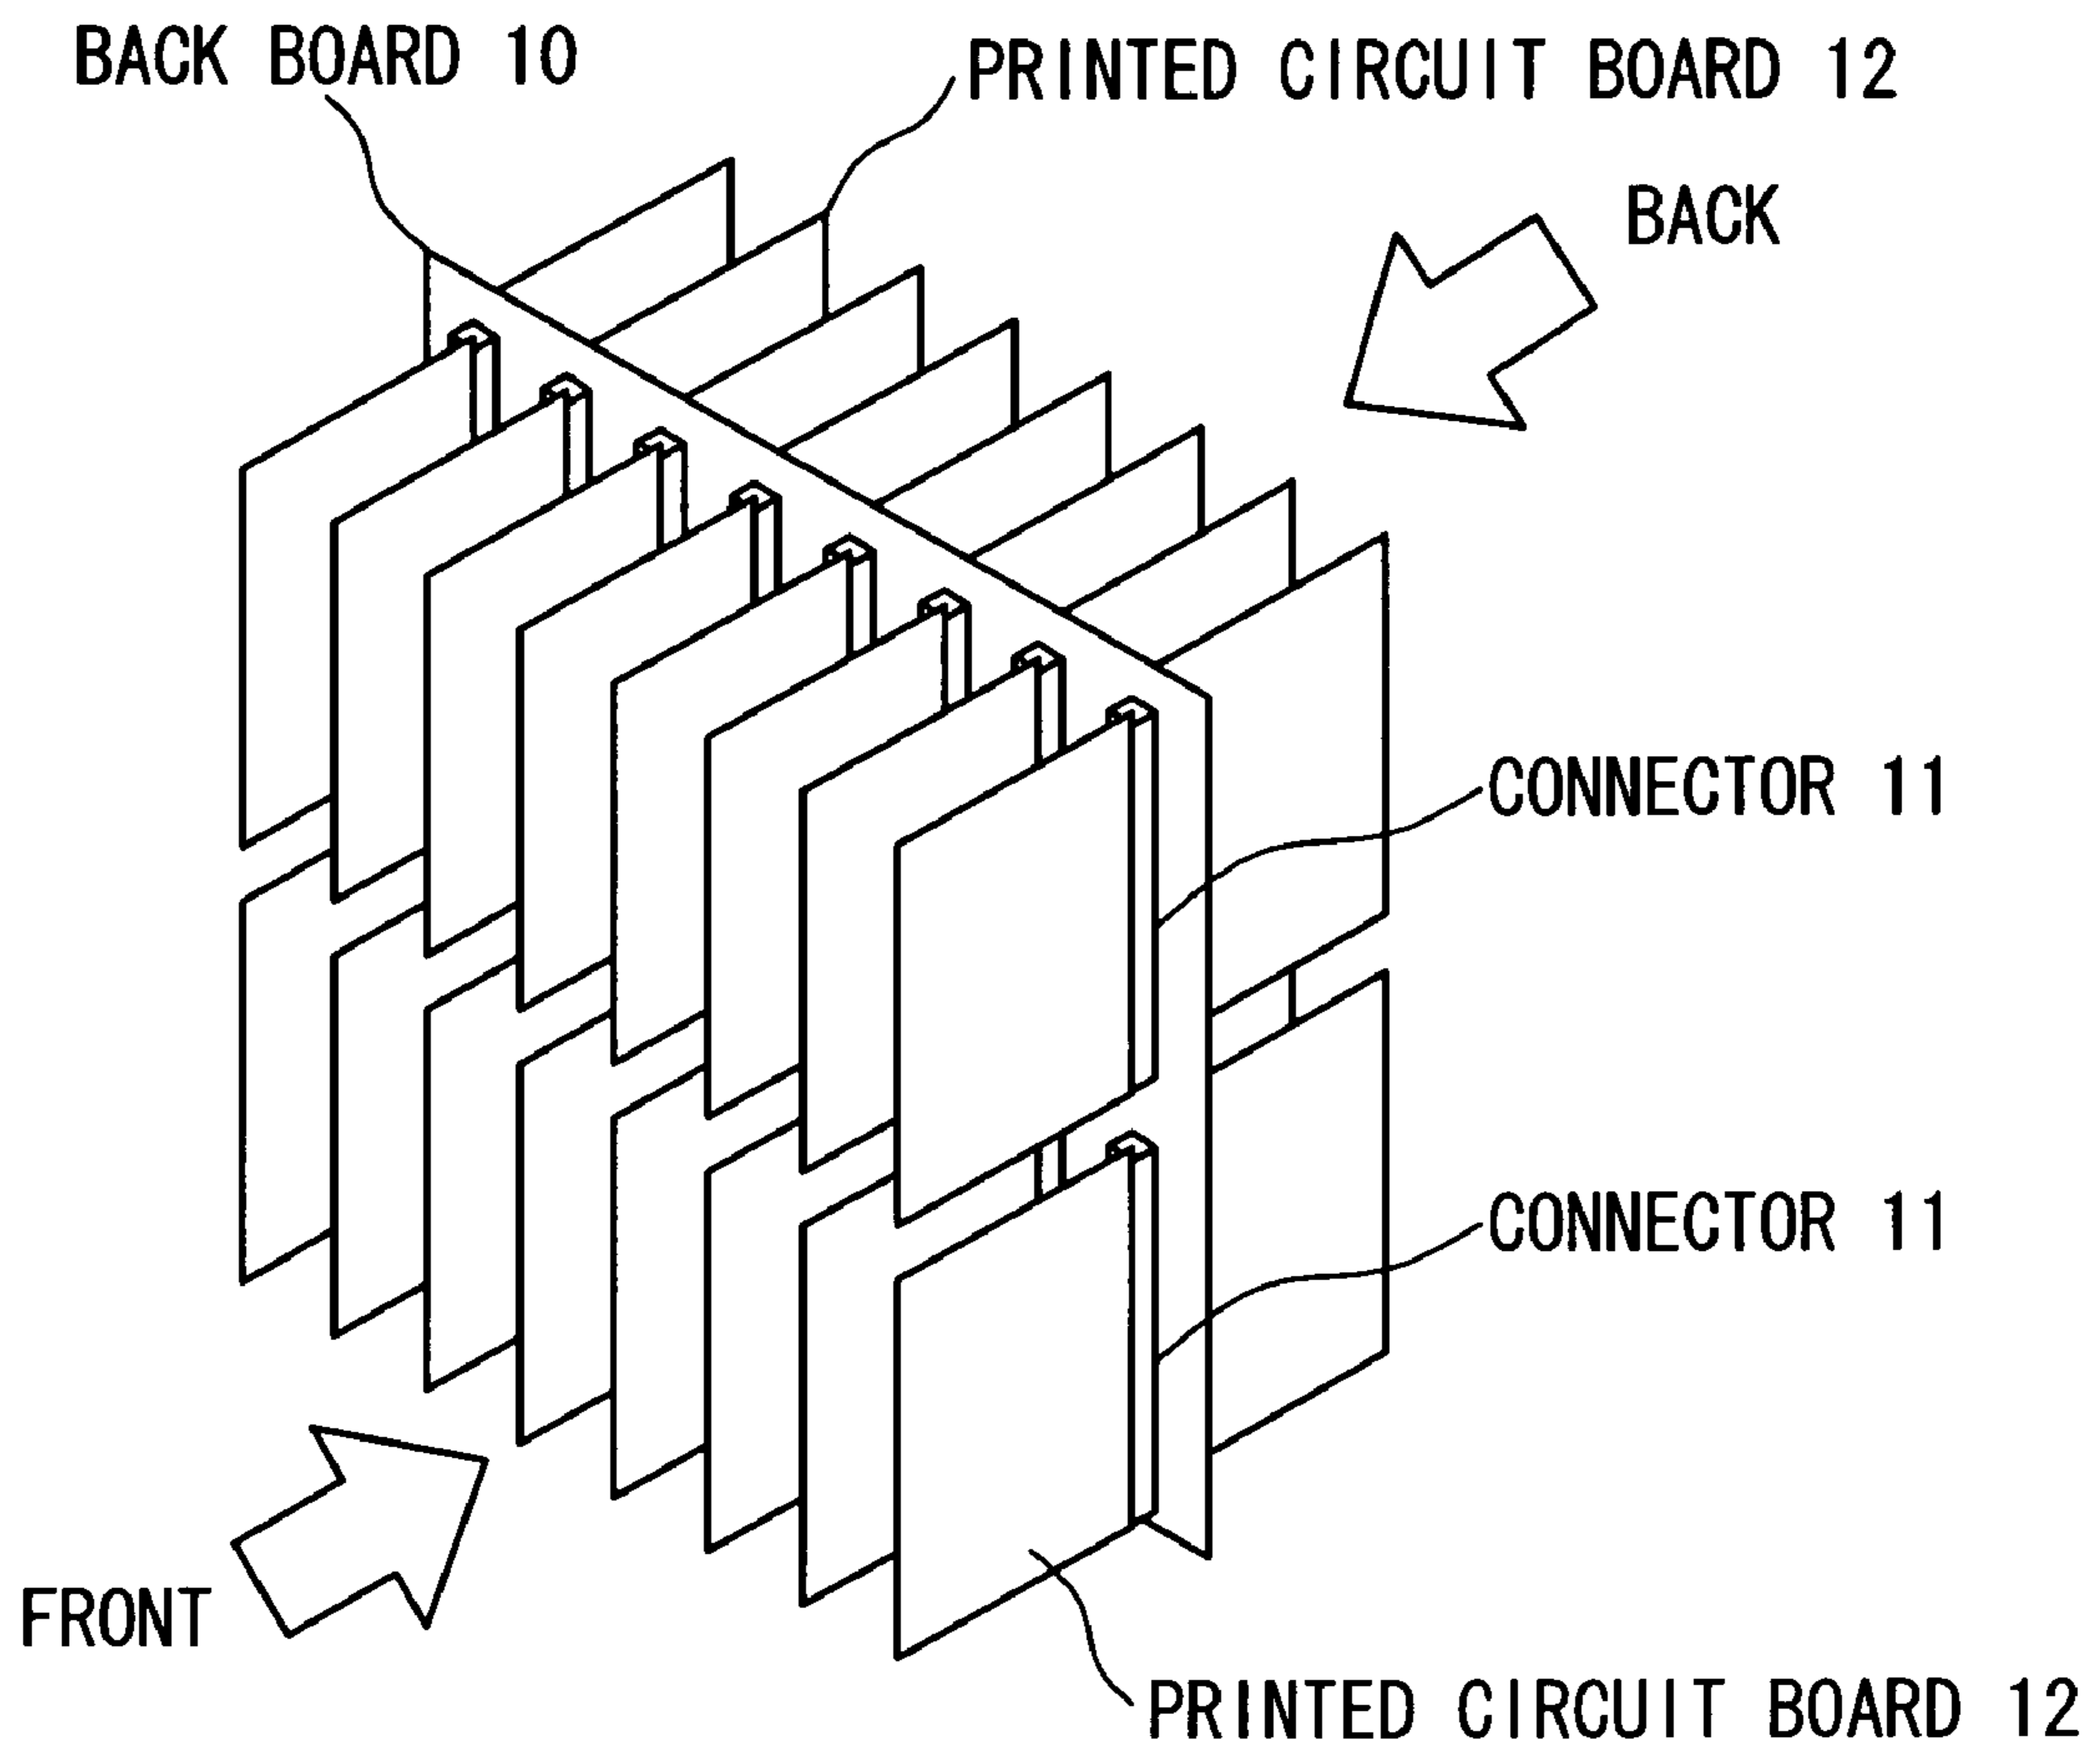 BACK BOARD 10
PRINTED CIRCUIT BOARD 12
BACK
CONNECTOR 11
CONNECTOR 11
FRONT
PRINTED CIRCUIT BOARD 12